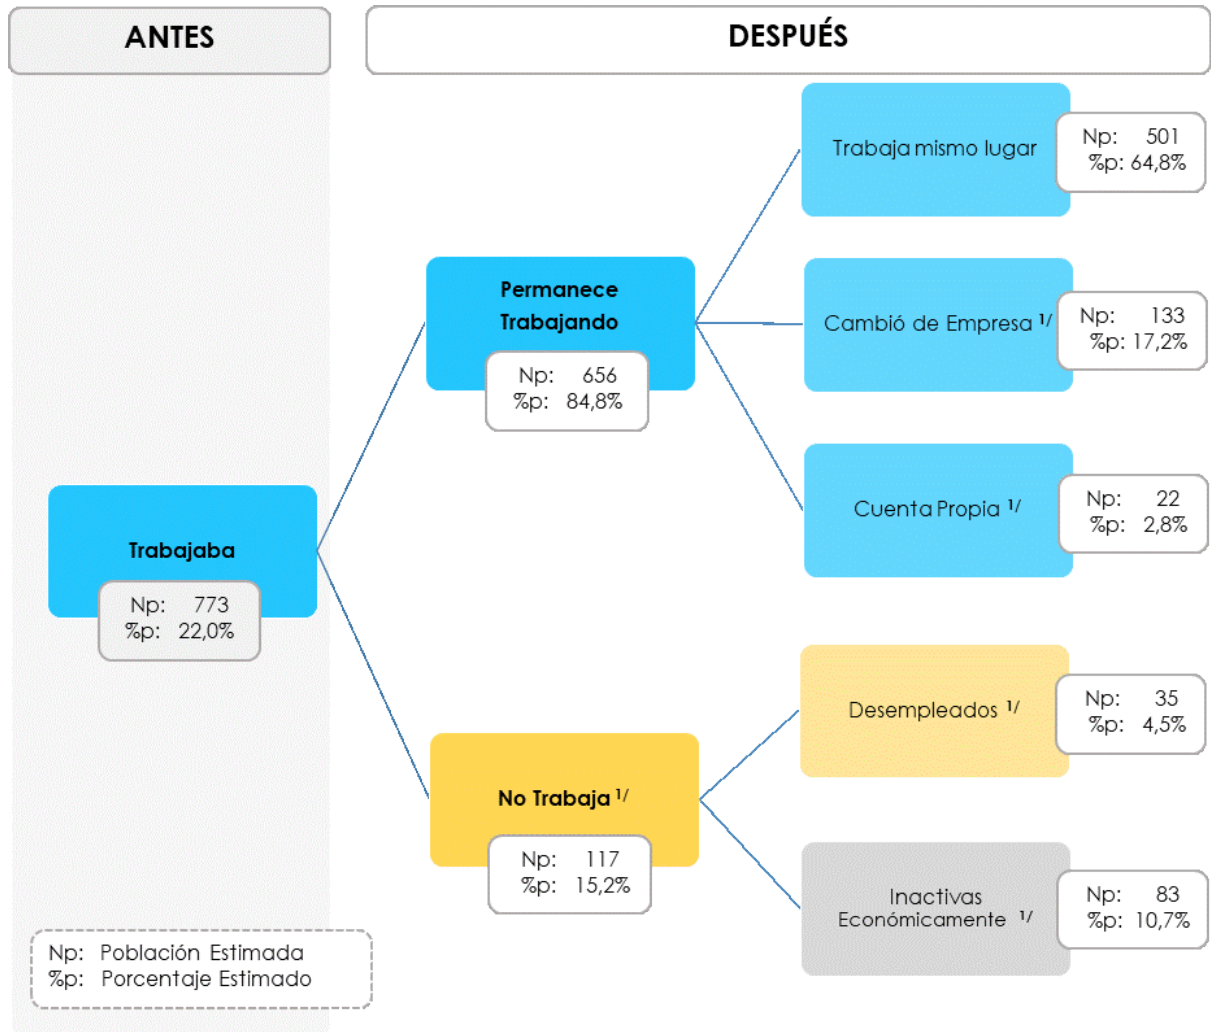 ANTES
DESPUÉS
Trabaja mismo lugar
Np: 501
%p: 64,8%
Permanece
Trabajando
Np: 656
%p: 84,8%
Cambió de Empresa 1/
Np: 133
%p: 17,2%
Cuenta Propia 1/
Np: 22
%p: 2,8%
Trabajaba
Np: 773
%p: 22,0%
Desempleados 1/
Np: 35
%p: 4,5%
No Trabaja 1/
Np: 117
%p: 15,2%
Inactivas
Económicamente 1/
Np: 83
%p: 10,7%
Np: Población Estimada
%p: Porcentaje Estimado